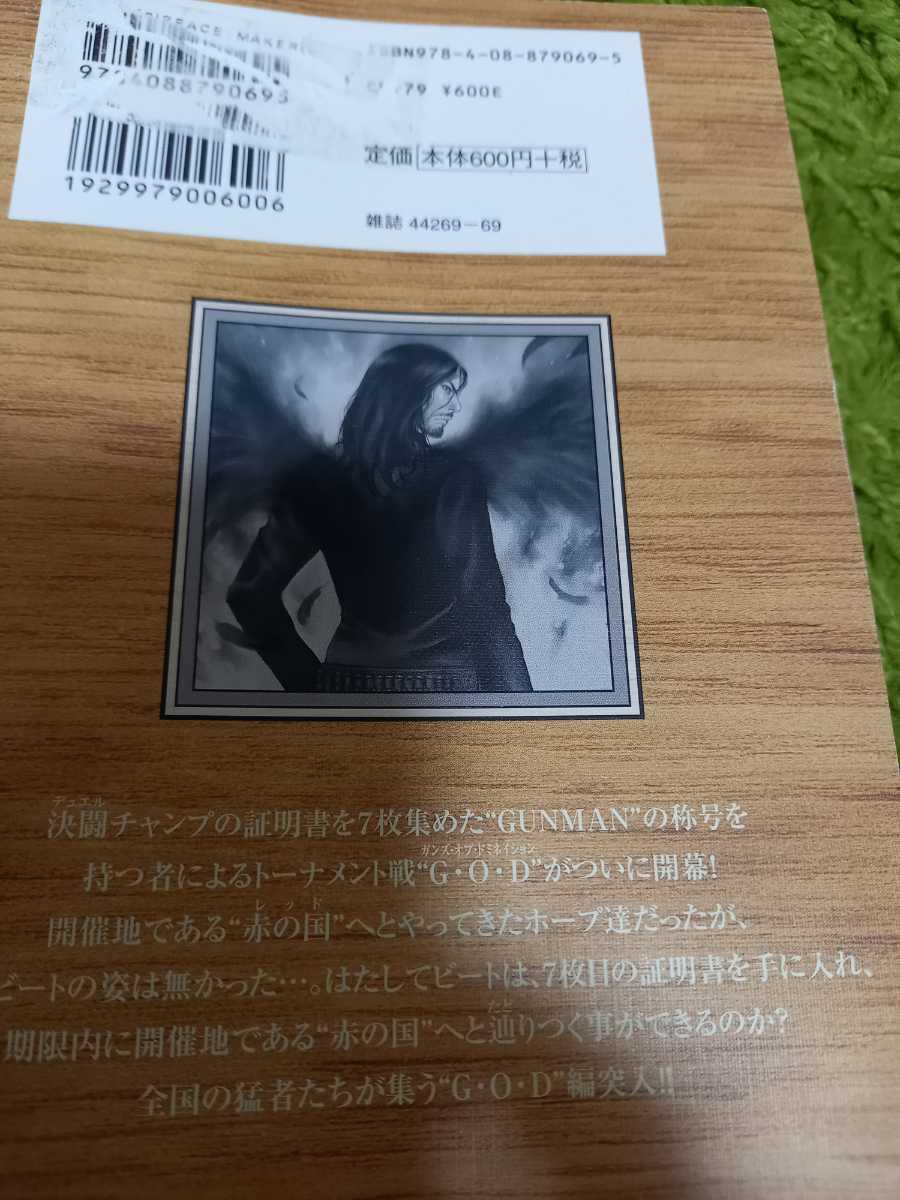 PEACE MAKER
ISBN978-4-08-879069-5
9784088790695
79 ¥600E
定価 本体600円十税
1929979006006
雑誌 44269-69
デュエル
決闘チャンプの証明書を7枚集めた“GUNMAN”の称号を
ガンズ・オブ・ドミネイション
持つ者によるトーナメント戦“G・O・D”がついに開幕!
レッド
開催地である“赤の国”へとやってきたホープ達だったが、
ビートの姿は無かった…。はたしてビートは、7枚目の証明書を手に入れ、
たど
期限内に開催地である“赤の国”へと辿りつく事ができるのか?
全国の猛者たちが集う“G・O・D”編突入!!